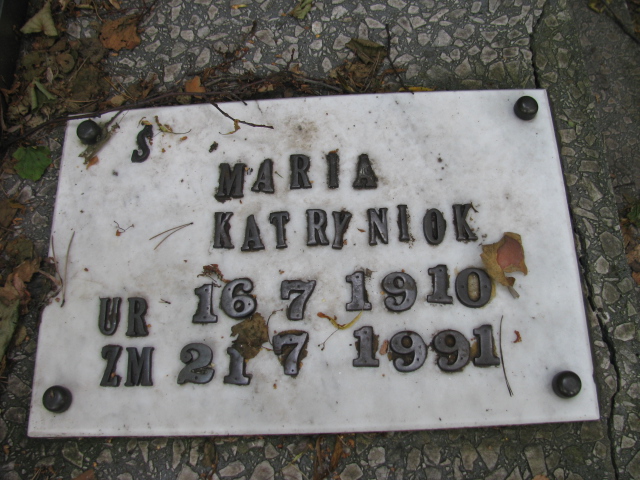 S
MARIA
KATRYNIOK
UR 16 7 1910
ZM 21 7 1991